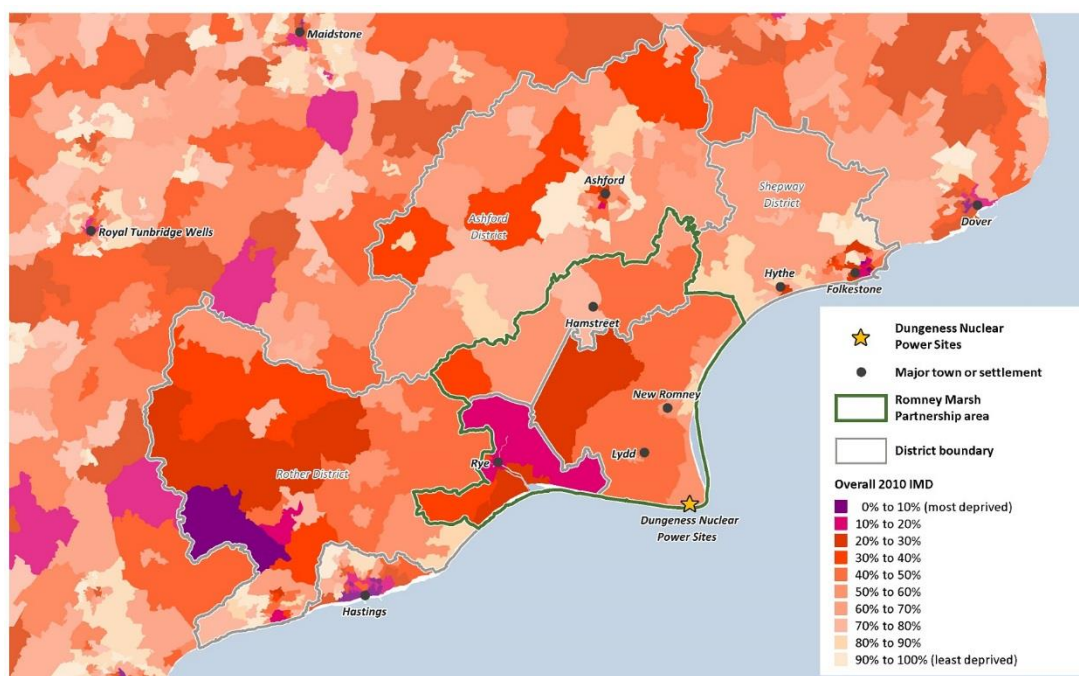 Maidstone
Royal Tunbridge Wells
Ashford
Ashford
District
Shepway
District
Dover
Hythe
Folkestone
Hamstreet
New Romney
Lydd
Rye
Rother District
Dungeness Nuclear
Power Sites
Hastings
Dungeness Nuclear
Power Sites
Major town or settlement
Romney Marsh
Partnership area
District boundary
Overall 2010 IMD
0% to 10% (most deprived)
10% to 20%
20% to 30%
30% to 40%
40% to 50%
50% to 60%
60% to 70%
70% to 80%
80% to 90%
90% to 100% (least deprived)